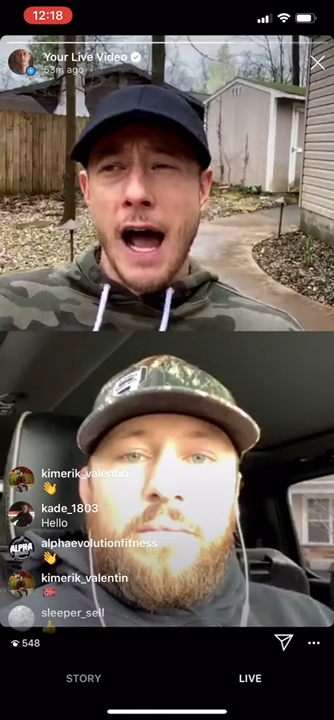 12:18
Your Live Video
53m ago
kimerik_valentin
👋
kade_1803
Hello
ALPHA
alphaevolutionfitness
👋
kimerik_valentin
🇳🇴
sleeper_sell
👍
548
STORY
LIVE